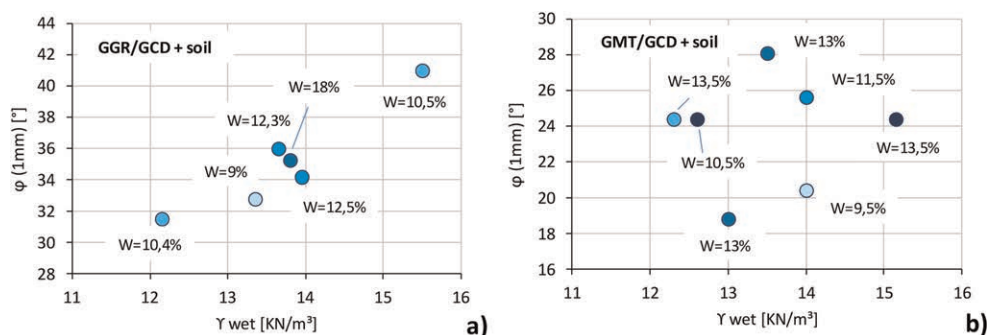 GGR/GCD + soil
φ (1mm) [°]
44
42
40
38
36
34
32
30
28
W=18%
W=12,3%
W=10,5%
W=9%
W=12,5%
W=10,4%
11
12
13
14
15
16
ϒ wet [KN/m³]
a)
GMT/GCD + soil
φ (1mm) [°]
30
28
26
24
22
20
18
16
W=13%
W=13,5%
W=11,5%
W=10,5%
W=13,5%
W=9,5%
W=13%
11
12
13
14
15
16
ϒ wet [KN/m³]
b)